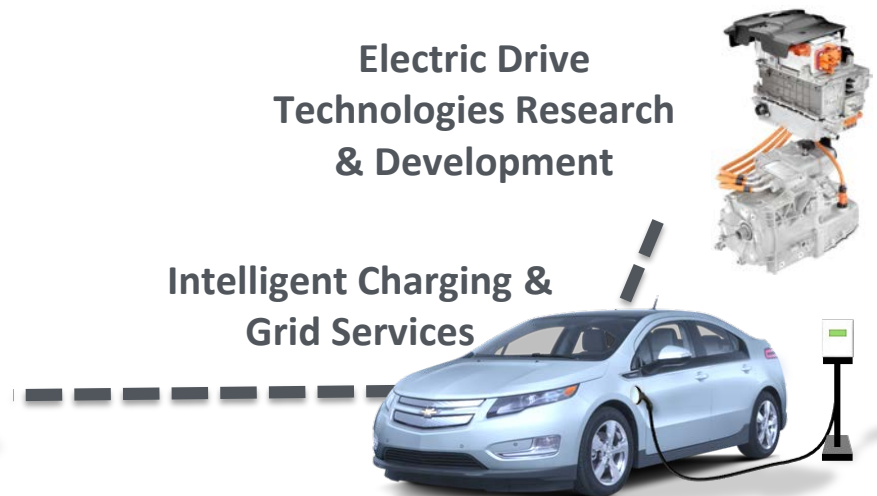 Electric Drive
Technologies Research
& Development
Intelligent Charging &
Grid Services